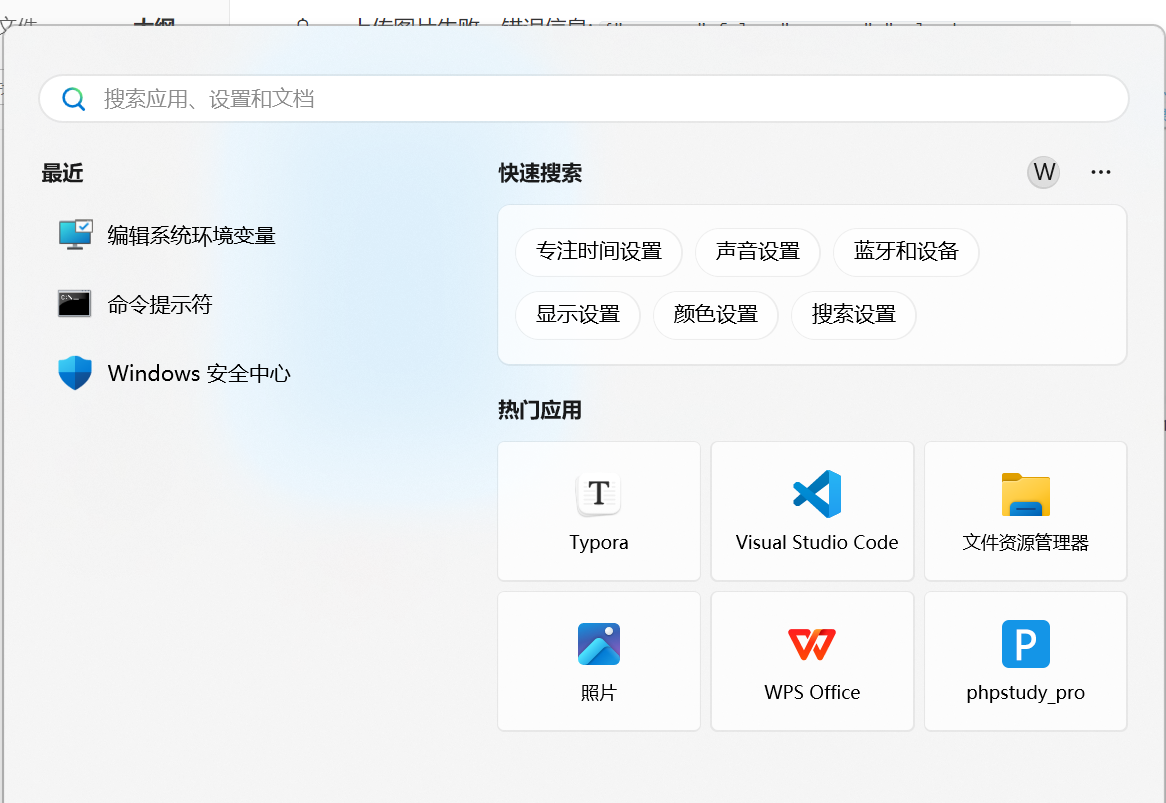 大纲
上传图片失败，错误信息:
搜索应用、设置和文档
最近
编辑系统环境变量
命令提示符
Windows 安全中心
快速搜索
W
专注时间设置
声音设置
蓝牙和设备
显示设置
颜色设置
搜索设置
热门应用
Typora
Visual Studio Code
文件资源管理器
照片
WPS Office
phpstudy_pro